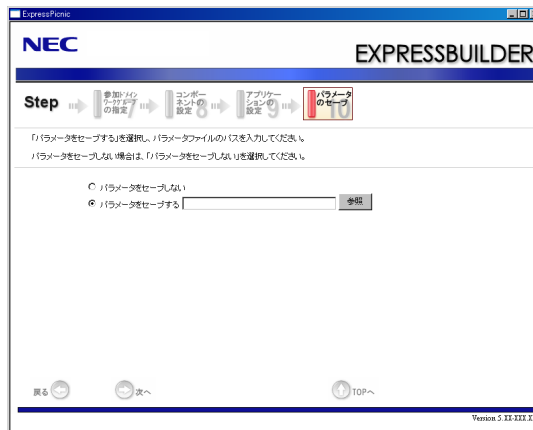 ExpressPicnic
NEC
EXPRESSBUILDER
Step
参加ドメイン
ワークグループ
の指定 7
コンポー
ネントの
設定 8
アプリケー
ションの
設定 9
パラメータ
のセーブ
10
「パラメータをセーブする」を選択し、パラメータファイルのパスを入力してください。
パラメータをセーブしない場合は、「パラメータをセーブしない」を選択してください。
パラメータをセーブしない
パラメータをセーブする
参照
戻る
次へ
TOPへ
Version 5.XX-XXX.X